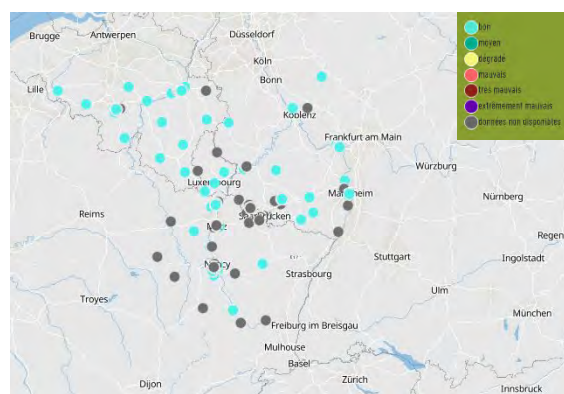 bon
moyen
dégradé
mauvais
très mauvais
extrêmement mauvais
données non disponibles
Brugge
Antwerpen
Düsseldorf
Köln
Lille
Bonn
Koblenz
Frankfurt am Main
Würzburg
Luxembourg
Mannheim
Nürnberg
Reims
Metz
Saarbrücken
Regen
Nancy
Stuttgart
Ingolstadt
Strasbourg
Troyes
Ulm
München
Freiburg im Breisgau
Mulhouse
Basel
Dijon
Zürich
Innsbruck